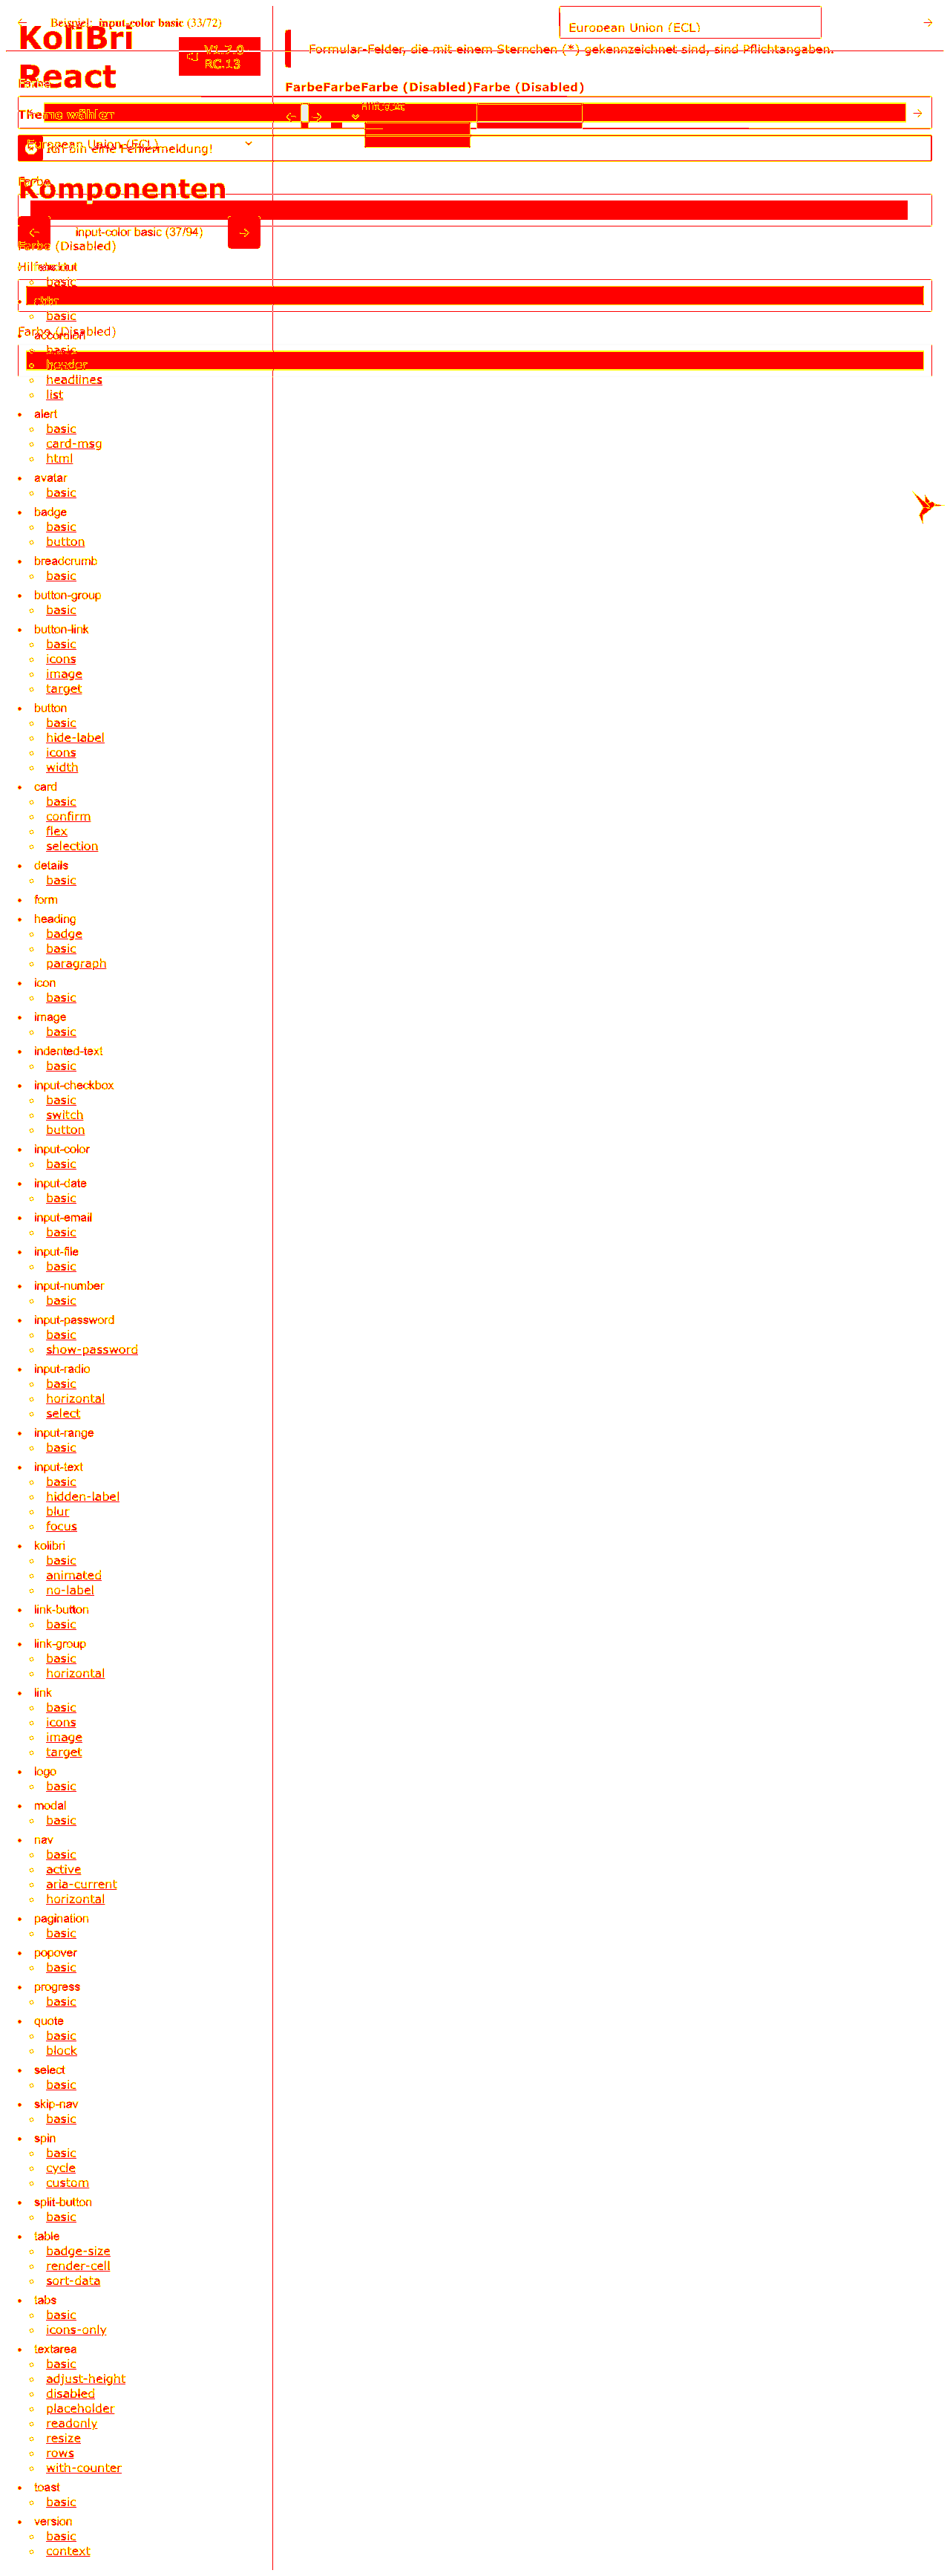 Beispiel: input-color basic (33/72)
European Union (ECL)
KoliBri
React
V1.7.0
RC.13
Formular-Felder, die mit einem Sternchen (*) gekennzeichnet sind, sind Pflichtangaben.
Farbe
FarbeFarbeFarbe (Disabled)Farbe (Disabled)
Theme wähler
European Union (ECL)
Ich bin eine Fehlermeldung!
Farbe
Komponenten
input-color basic (37/94)
Farbe (Disabled)
basic
abbr
basic
Farbe (Disabled)
accordion
basic
header
headlines
list
alert
basic
card-msg
html
avatar
basic
badge
basic
button
breadcrumb
basic
button-group
basic
button-link
basic
icons
image
target
button
basic
hide-label
icons
width
card
basic
confirm
flex
selection
details
basic
form
heading
badge
basic
paragraph
icon
basic
image
basic
indented-text
basic
input-checkbox
basic
switch
button
input-color
basic
input-date
basic
input-email
basic
input-file
basic
input-number
basic
input-password
basic
show-password
input-radio
basic
horizontal
select
input-range
basic
input-text
basic
hidden-label
blur
focus
kolibri
basic
animated
no-label
link-button
basic
link-group
basic
horizontal
link
basic
icons
image
target
logo
basic
modal
basic
nav
basic
active
aria-current
horizontal
pagination
basic
popover
basic
progress
basic
quote
basic
block
select
basic
skip-nav
basic
spin
basic
cycle
custom
split-button
basic
table
badge-size
render-cell
sort-data
tabs
basic
icons-only
textarea
basic
adjust-height
disabled
placeholder
readonly
resize
rows
with-counter
toast
basic
version
basic
context